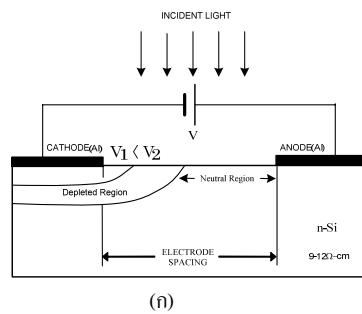 INCIDENT LIGHT
V
CATHODE(Al)
V1 < V2
ANODE(Al)
Depleted Region
Neutral Region
n-Si
ELECTRODE
SPACING
9-12Ω-cm
(ก)